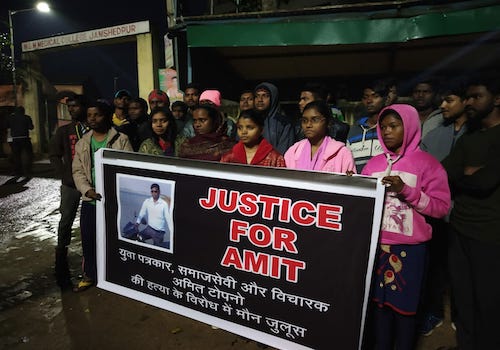 M.G.M MEDICAL COLLEGE JAMSHEDPUR
JUSTICE
FOR
AMIT
युवा पत्रकार, समाजसेवी और विचारक
अमित टोपनो
की हत्या के विरोध में मौन जुलूस